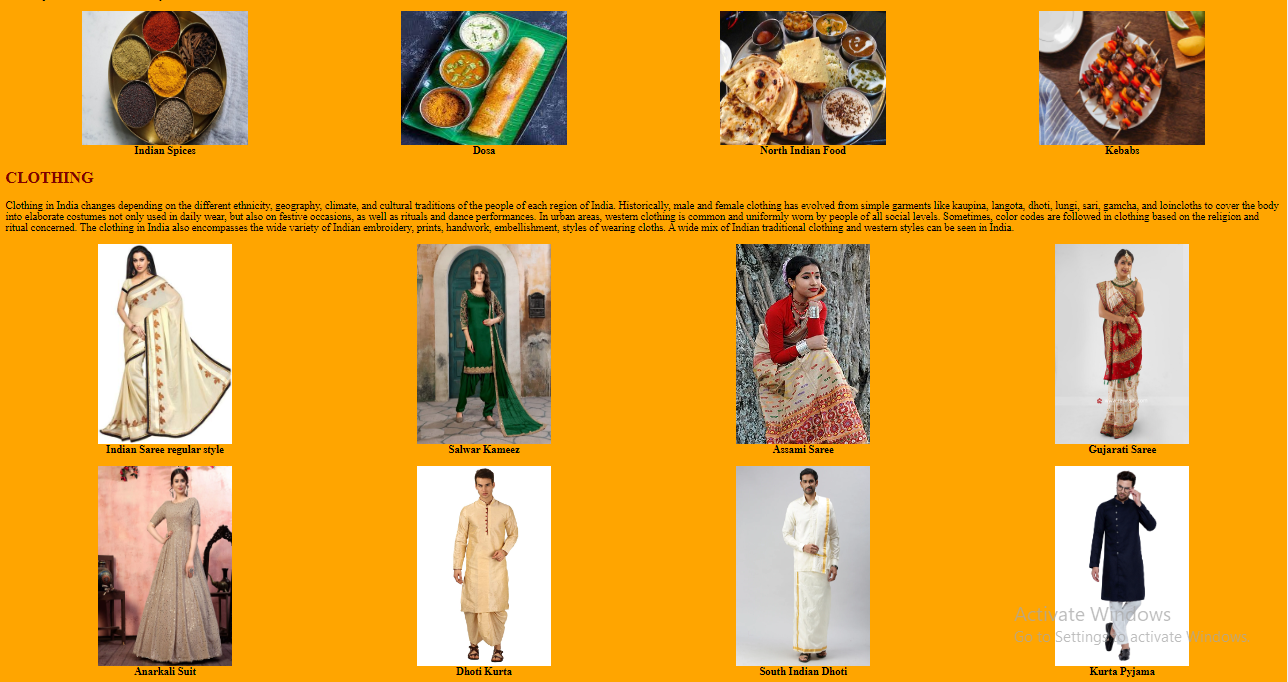 Indian Spices
Dosa
North Indian Food
Kebabs
CLOTHING
Clothing in India changes depending on the different ethnicity, geography, climate, and cultural traditions of the people of each region of India. Historically, male and female clothing has evolved from simple garments like kaupina, langota, dhoti, lungi, sari, gamcha, and loincloths to cover the body
into elaborate costumes not only used in daily wear, but also on festive occasions, as well as rituals and dance performances. In urban areas, western clothing is common and uniformly worn by people of all social levels. Sometimes, color codes are followed in clothing based on the religion and
ritual concerned. The clothing in India also encompasses the wide variety of Indian embroidery, prints, handwork, embellishment, styles of wearing cloths. A wide mix of Indian traditional clothing and western styles can be seen in India.
Indian Saree regular style
Salwar Kameez
Assami Saree
Gujarati Saree
Activate Windows
Go to Settings to activate Windows.
Anarkali Suit
Dhoti Kurta
South Indian Dhoti
Kurta Pyjama